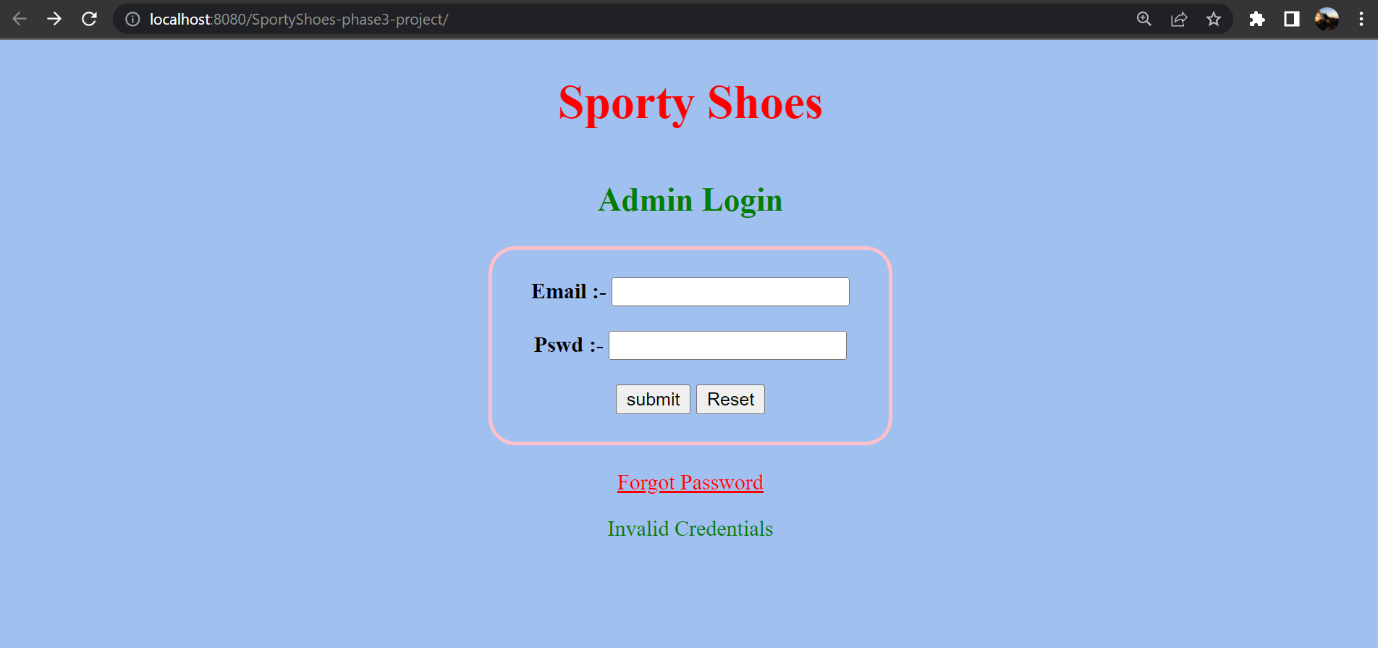 localhost:8080/SportyShoes-phase3-project/
Sporty Shoes
Admin Login
Email :-
Pswd :-
submit Reset
Forgot Password
Invalid Credentials